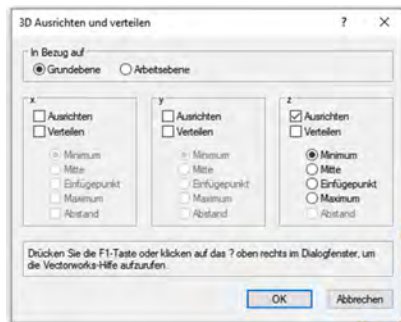 3D Ausrichten und verteilen ? ×
In Bezug auf
Grundebene Arbeitsebene
x y z
Ausrichten Ausrichten Ausrichten
Verteilen Verteilen Verteilen
Minimum Minimum Minimum
Mitte Mitte Mitte
Einfügepunkt Einfügepunkt Einfügepunkt
Maximum Maximum Maximum
Abstand Abstand Abstand
Drücken Sie die F1-Taste oder klicken auf das ? oben rechts im Dialogfenster, um
die Vectorworks-Hilfe aufzurufen.
OK Abbrechen